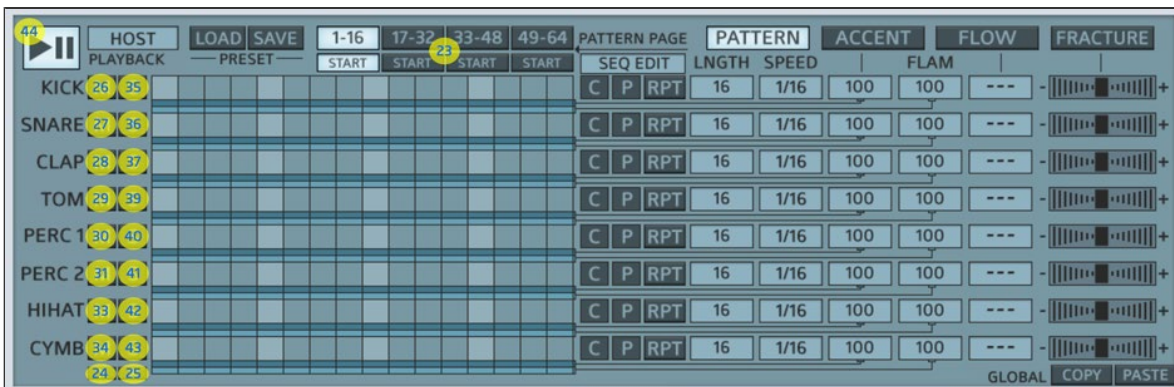 44 HOST LOAD SAVE 1-16 17-32 33-48 49-64 PATTERN PAGE PATTERN ACCENT FLOW FRACTURE
23
PLAYBACK PRESET START START START START SEQ EDIT LNGTH SPEED FLAM
KICK 26 35 C P RPT 16 1/16 100 100 --- - +
SNARE 27 36 C P RPT 16 1/16 100 100 --- - +
CLAP 28 37 C P RPT 16 1/16 100 100 --- - +
TOM 29 39 C P RPT 16 1/16 100 100 --- - +
PERC 1 30 40 C P RPT 16 1/16 100 100 --- - +
PERC 2 31 41 C P RPT 16 1/16 100 100 --- - +
HIHAT 33 42 C P RPT 16 1/16 100 100 --- - +
CYMB 34 43 C P RPT 16 1/16 100 100 --- - +
24 25 GLOBAL COPY PASTE